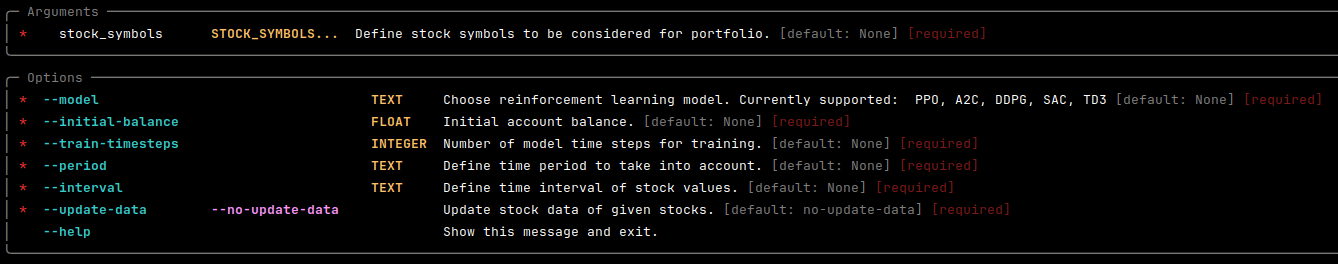 Arguments
* stock_symbols STOCK_SYMBOLS... Define stock symbols to be considered for portfolio. [default: None] [required]
Options
* --model TEXT Choose reinforcement learning model. Currently supported: PPO, A2C, DDPG, SAC, TD3 [default: None] [required]
* --initial-balance FLOAT Initial account balance. [default: None] [required]
* --train-timesteps INTEGER Number of model time steps for training. [default: None] [required]
* --period TEXT Define time period to take into account. [default: None] [required]
* --interval TEXT Define time interval of stock values. [default: None] [required]
* --update-data --no-update-data Update stock data of given stocks. [default: no-update-data] [required]
--help Show this message and exit.